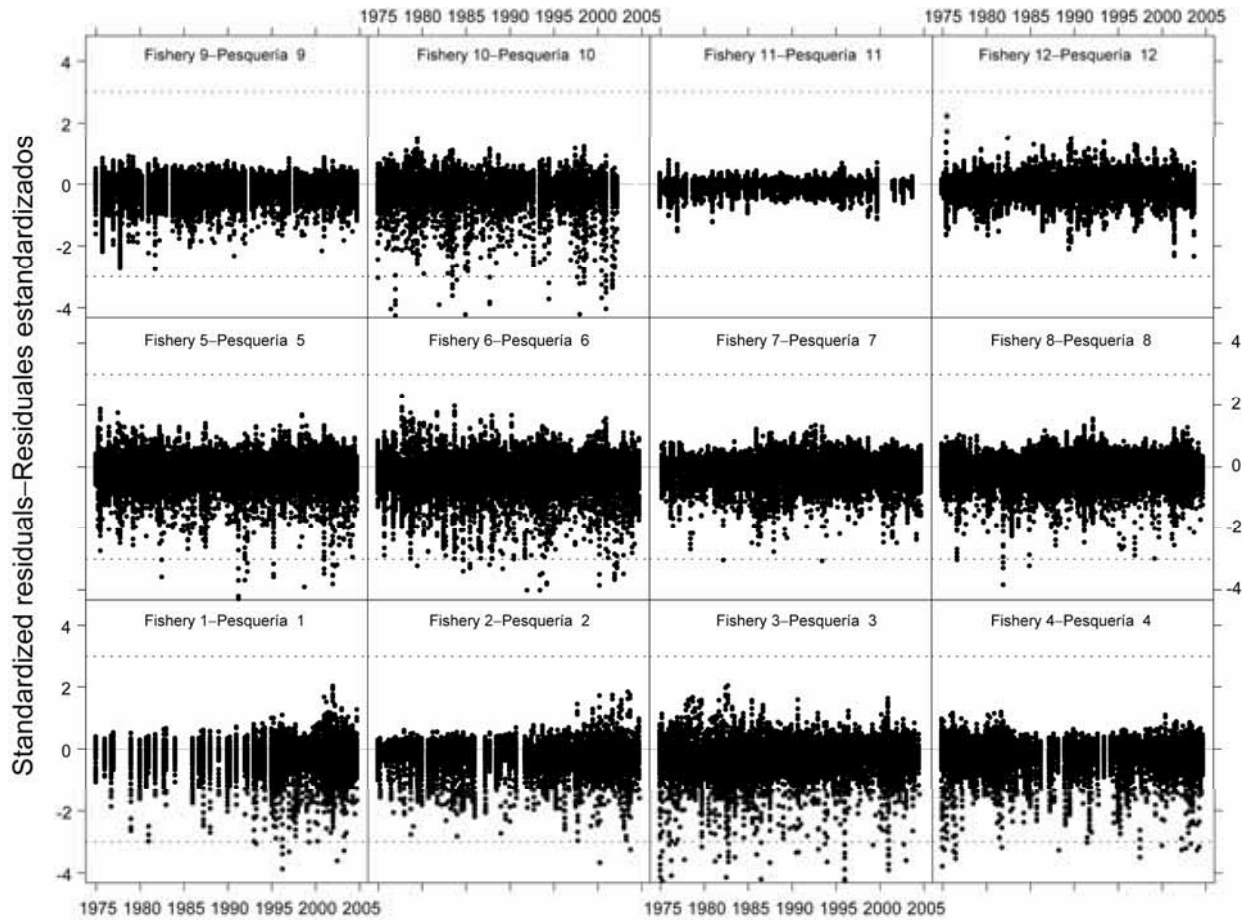 1975 1980 1985 1990 1995 2000 2005
1975 1980 1985 1990 1995 2000 2005
Standardized residuals–Residuales estandarizados
Fishery 9–Pesquería 9
Fishery 10–Pesquería 10
Fishery 11–Pesquería 11
Fishery 12–Pesquería 12
4
2
0
-2
-4
Fishery 5–Pesquería 5
Fishery 6–Pesquería 6
Fishery 7–Pesquería 7
Fishery 8–Pesquería 8
4
2
0
-2
-4
Fishery 1–Pesquería 1
Fishery 2–Pesquería 2
Fishery 3–Pesquería 3
Fishery 4–Pesquería 4
4
2
0
-2
-4
1975 1980 1985 1990 1995 2000 2005
1975 1980 1985 1990 1995 2000 2005